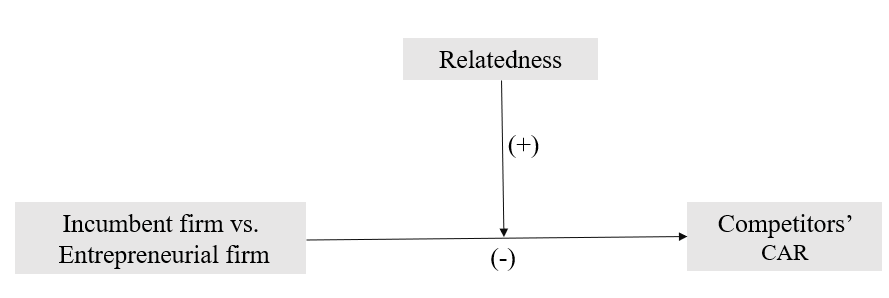 Relatedness
(+)
Incumbent firm vs.
Entrepreneurial firm
(-)
Competitors’
CAR